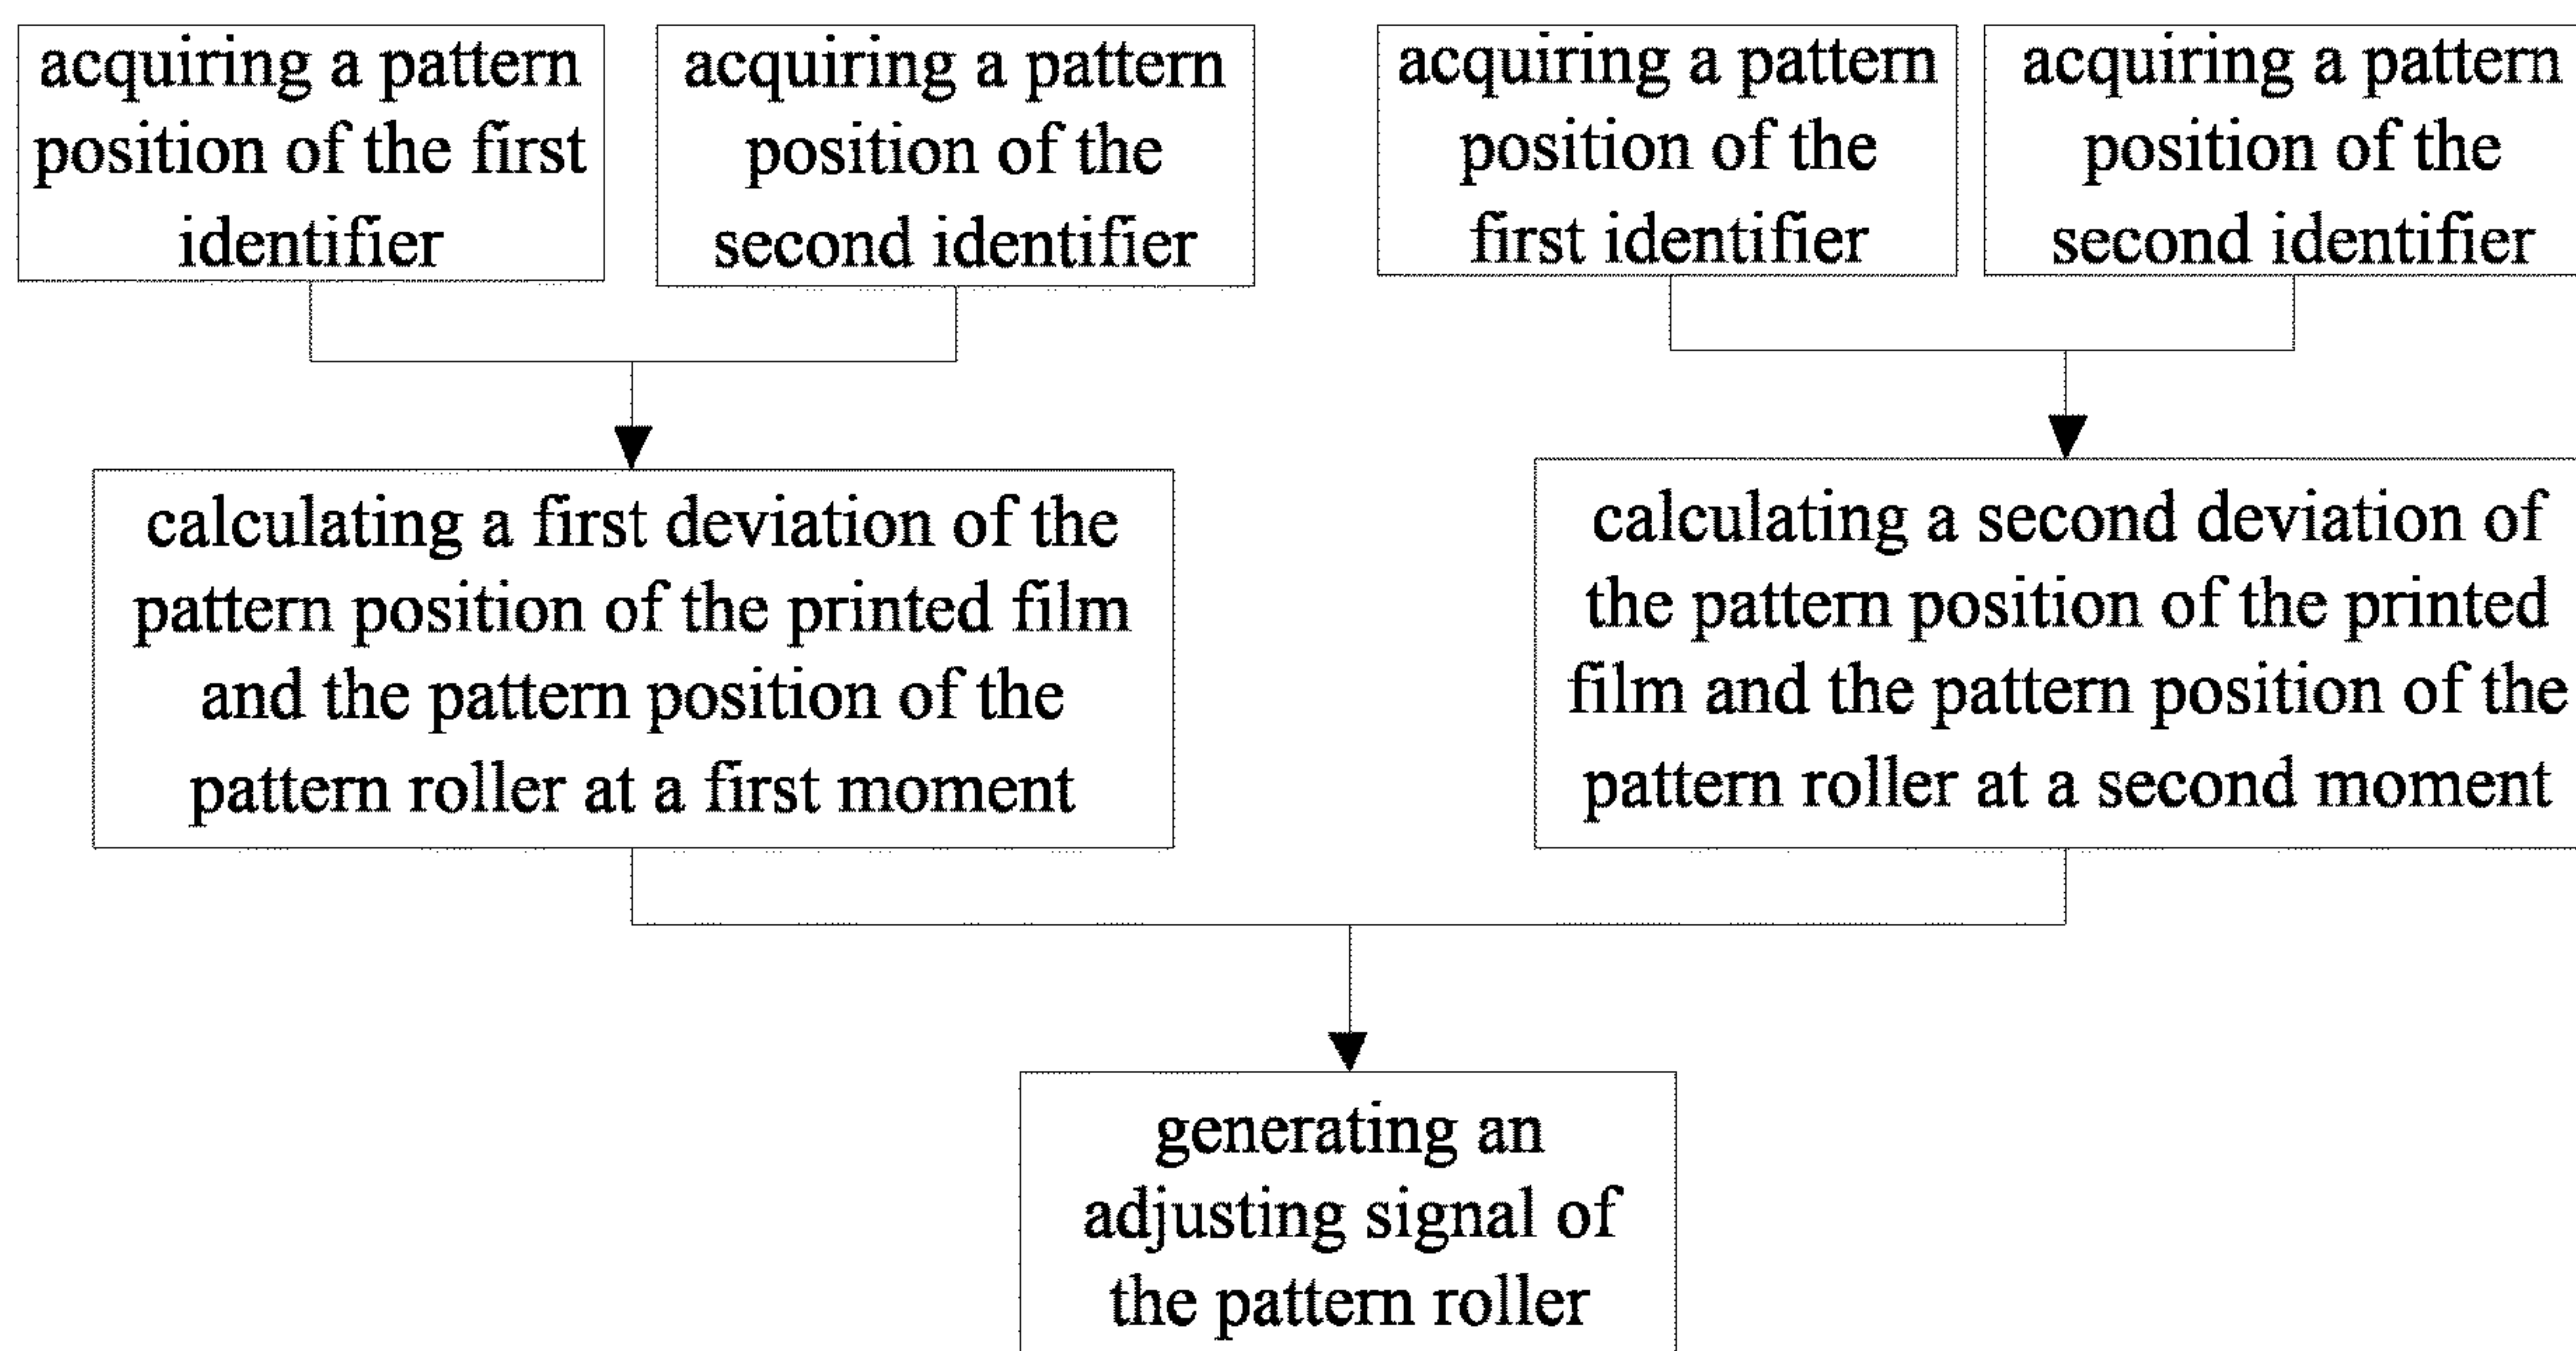 acquiring a pattern
position of the first
identifier
acquiring a pattern
position of the
second identifier
acquiring a pattern
position of the
first identifier
acquiring a pattern
position of the
second identifier
calculating a first deviation of the
pattern position of the printed film
and the pattern position of the
pattern roller at a first moment
calculating a second deviation of
the pattern position of the printed
film and the pattern position of the
pattern roller at a second moment
generating an
adjusting signal of
the pattern roller